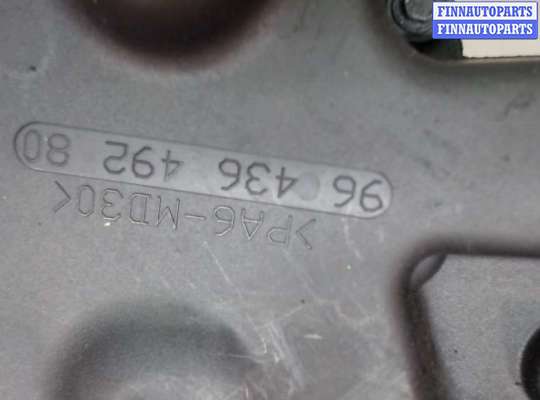 FINNAUTOPARTS
FINNAUTOPARTS
>PA6-MD30<
96 436 492 80